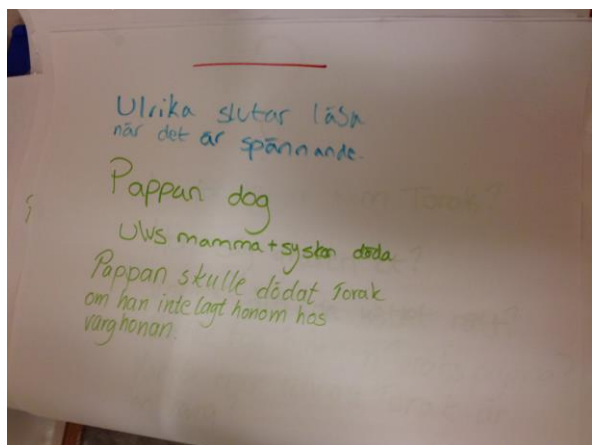 Ulrika slutar läsa
när det är spännande.
Pappan dog
Ulvs mamma+syskon döda
Pappan skulle dödat Torak
om han inte lagt honom hos
varghonan.